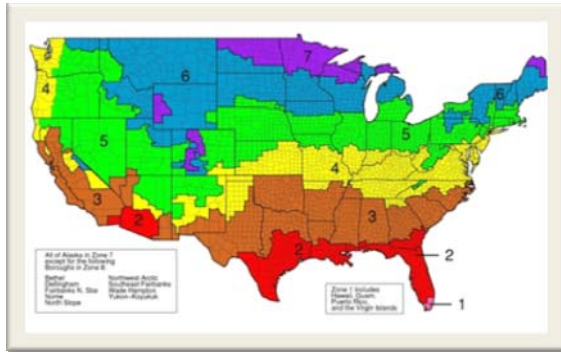 7
6
6
4
5
5
4
3
3
2
2
2
1
All of Alaska in Zone 7
except for the following
Boroughs in Zone 8:
Bethel Northwest Arctic
Dellingham Southeast Fairbanks
Fairbanks N. Star Wade Hampton
Nome Yukon-Koyukuk
North Slope
Zone 1 includes
Hawaii, Guam,
Puerto Rico,
and the Virgin Islands